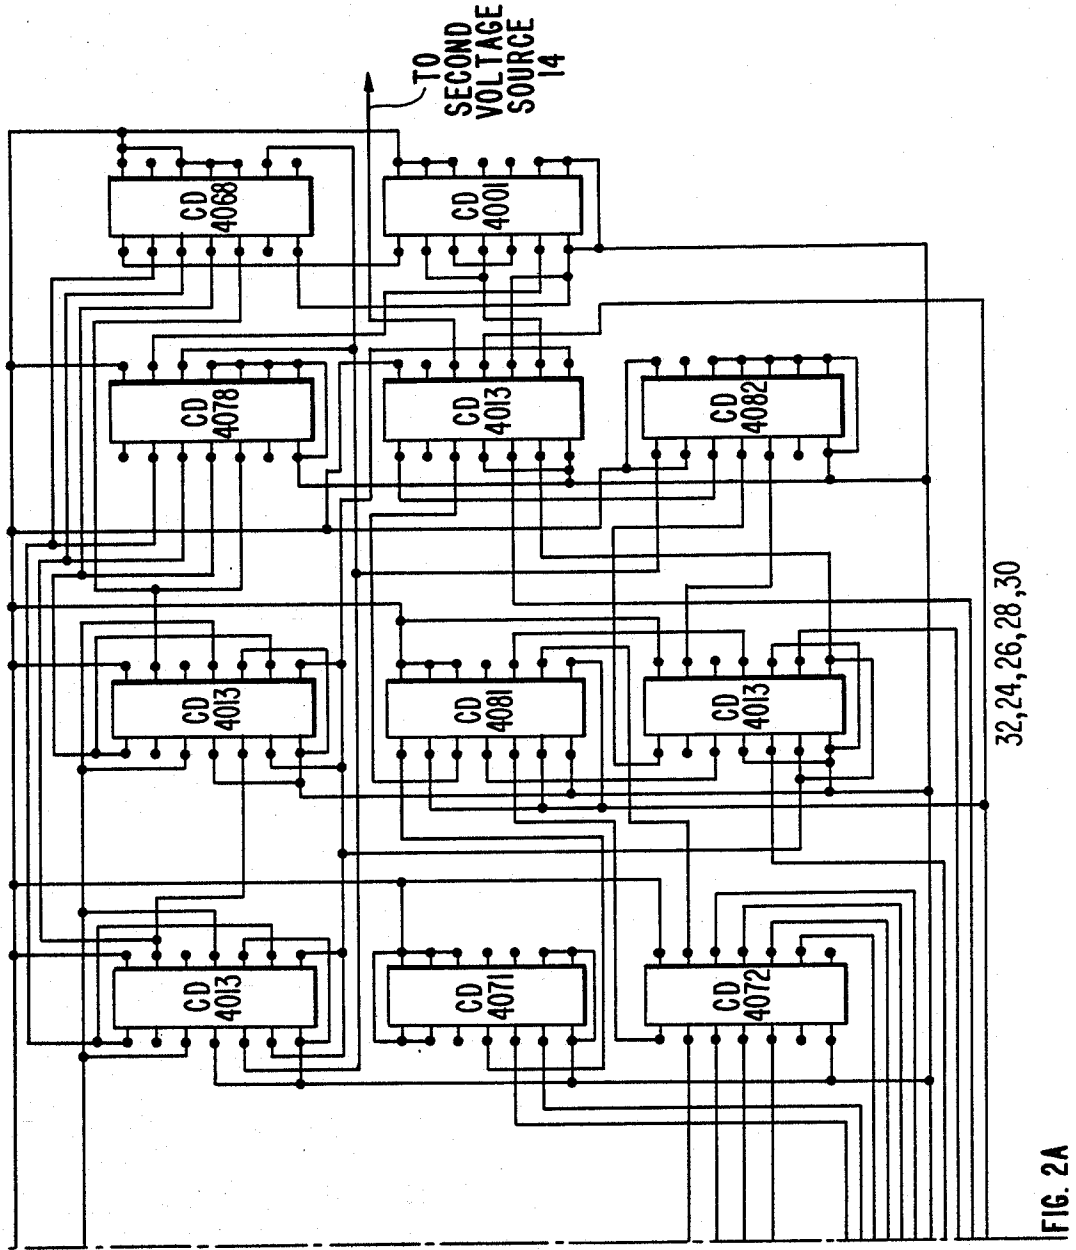 TO
SECOND
VOLTAGE
SOURCE
14
CD
4068
CD
4001
CD
4078
CD
4013
CD
4082
CD
4013
CD
4081
CD
4013
CD
4013
CD
4071
CD
4072
32,24,26,28,30
FIG. 2A